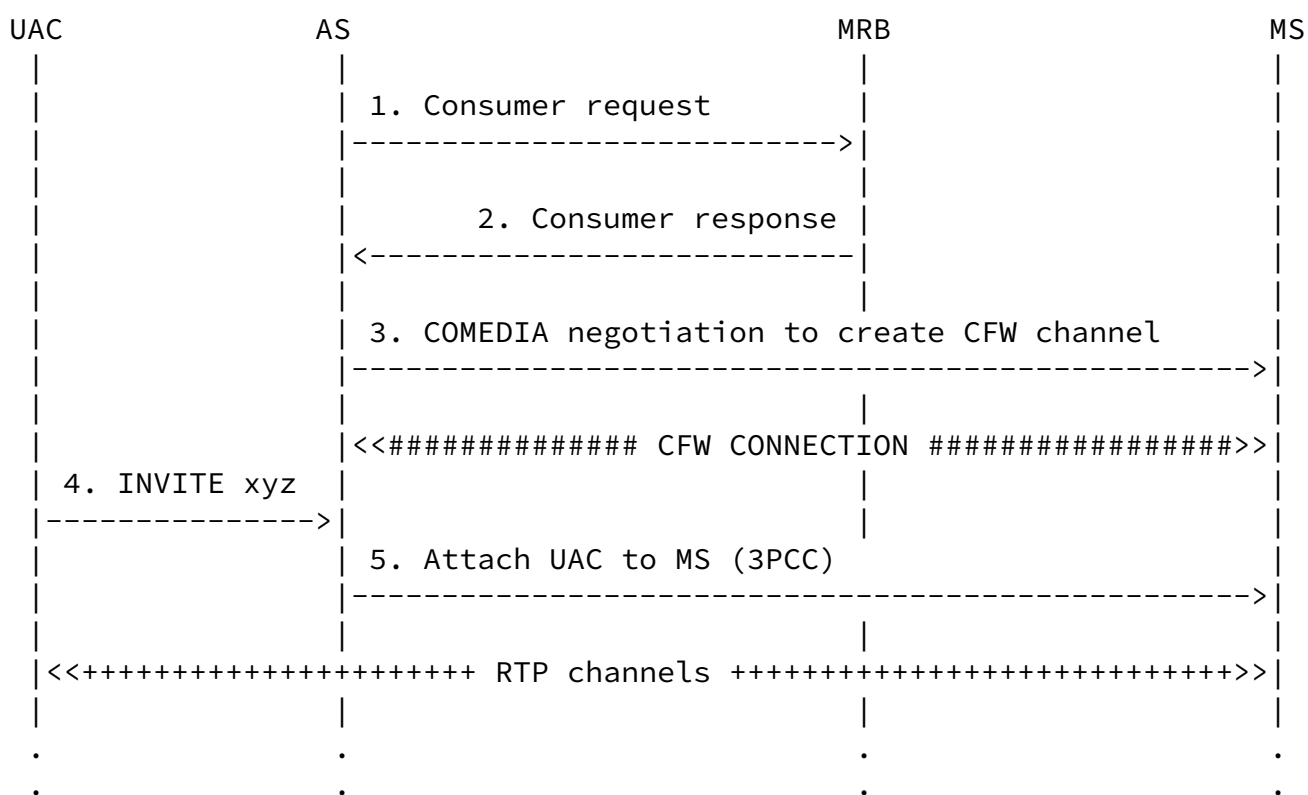 UAC AS MRB MS
1. Consumer request
2. Consumer response
3. COMEDIA negotiation to create CFW channel
<<############## CFW CONNECTION #################>>
4. INVITE xyz
5. Attach UAC to MS (3PCC)
<<++++++++++++++++++++++ RTP channels ++++++++++++++++++++++++++++>>